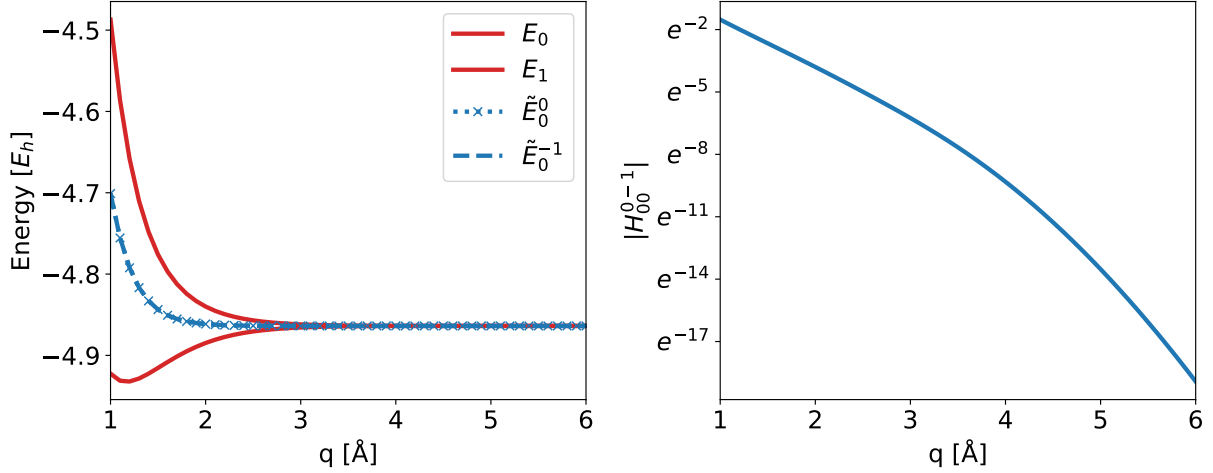 −4.5
−4.6
−4.7
−4.8
−4.9
Energy [E_h]
1 2 3 4 5 6
q [Å]
E_0
E_1
Ẽ_0^0
Ẽ_0^{−1}
e^{−2}
e^{−5}
e^{−8}
e^{−11}
e^{−14}
e^{−17}
|H_{00}^{0−1}|
1 2 3 4 5 6
q [Å]